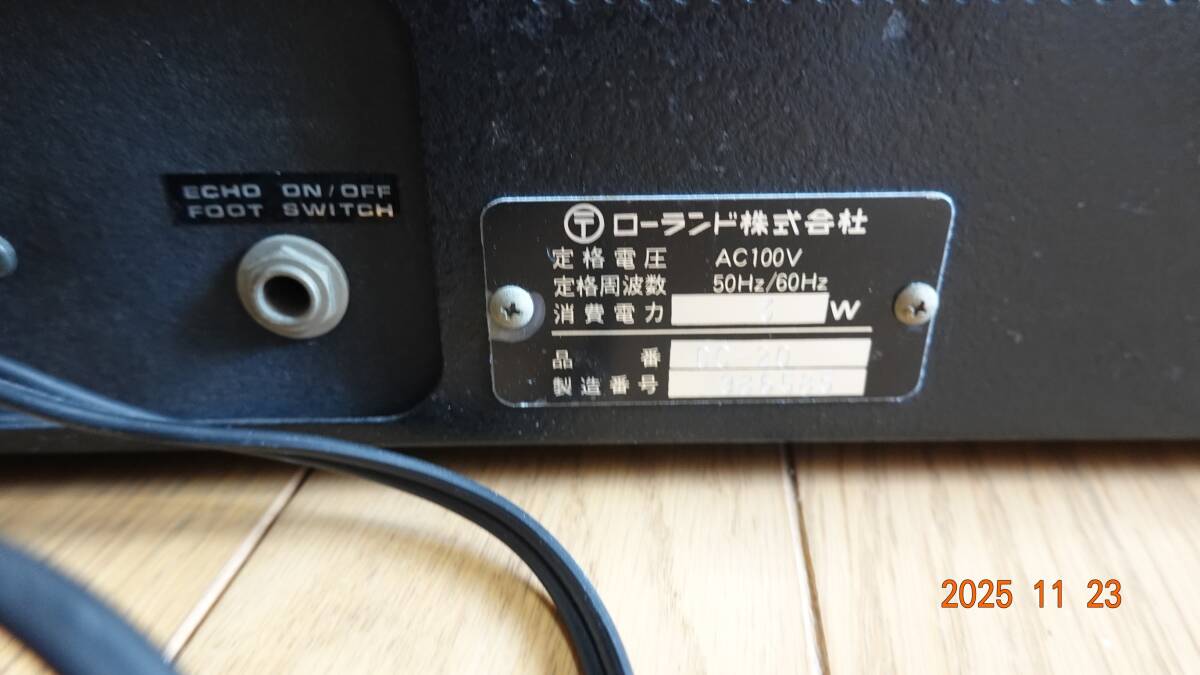 ECHO ON/OFF
FOOT SWITCH
〒 ローランド株式会社
定格電圧 AC100V
定格周波数 50Hz/60Hz
消費電力 W
品番
製造番号
2025 11 23